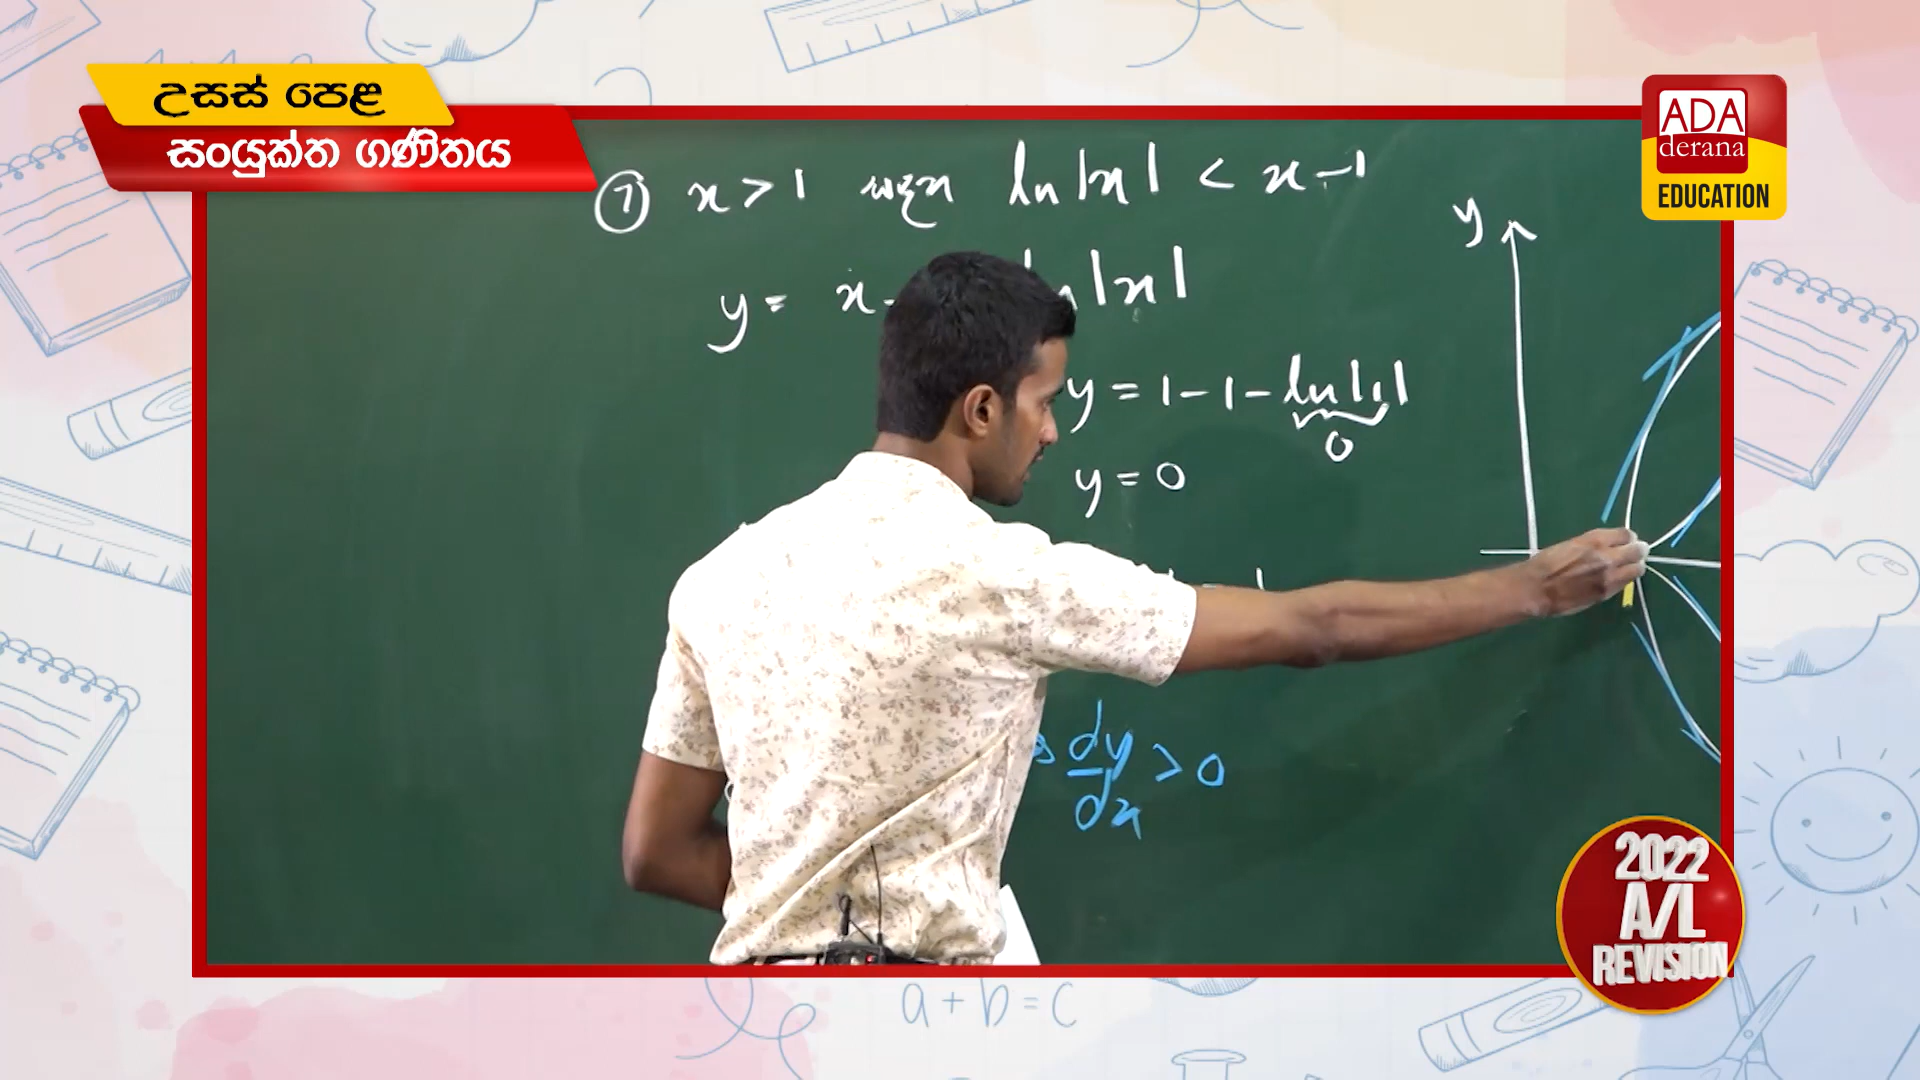 උසස් පෙළ
සංයුක්ත ගණිතය
ADA
derana
EDUCATION
⑦ x > 1 සඳහා ln |x| < x - 1
y = x - |x|
y = 1 - 1 - ln |1|
0
y = 0
dy/dx > 0
y
2022
A/L
REVISION
a + b = c